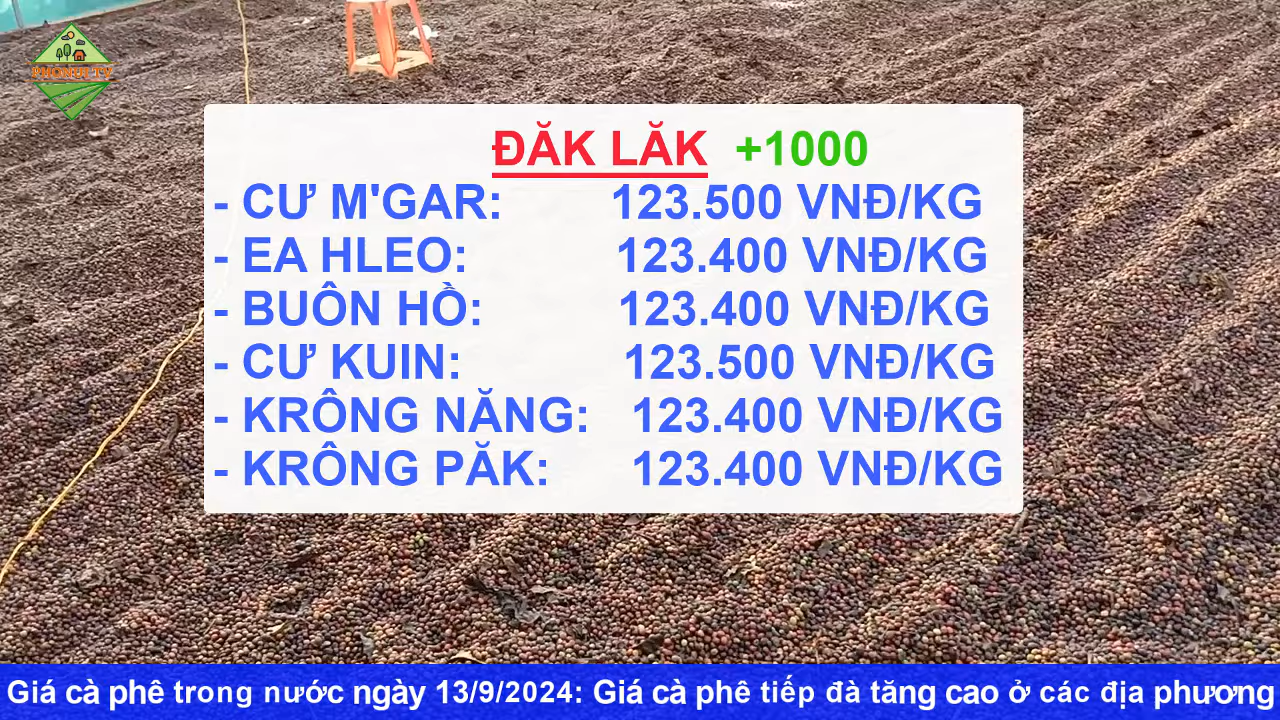 PHONUI TV
ĐĂK LĂK +1000
- CƯ M'GAR: 123.500 VNĐ/KG
- EA HLEO: 123.400 VNĐ/KG
- BUÔN HỒ: 123.400 VNĐ/KG
- CƯ KUIN: 123.500 VNĐ/KG
- KRÔNG NĂNG: 123.400 VNĐ/KG
- KRÔNG PĂK: 123.400 VNĐ/KG
Giá cà phê trong nước ngày 13/9/2024: Giá cà phê tiếp đà tăng cao ở các địa phương